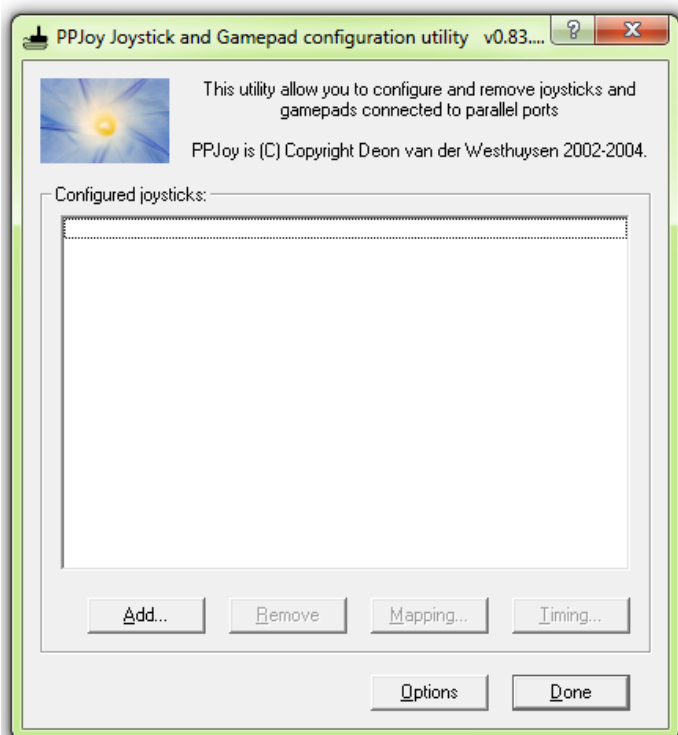 PPJoy Joystick and Gamepad configuration utility v0.83....
This utility allow you to configure and remove joysticks and
gamepads connected to parallel ports
PPJoy is (C) Copyright Deon van der Westhuysen 2002-2004.
Configured joysticks:
Add... Remove Mapping... Timing...
Options Done